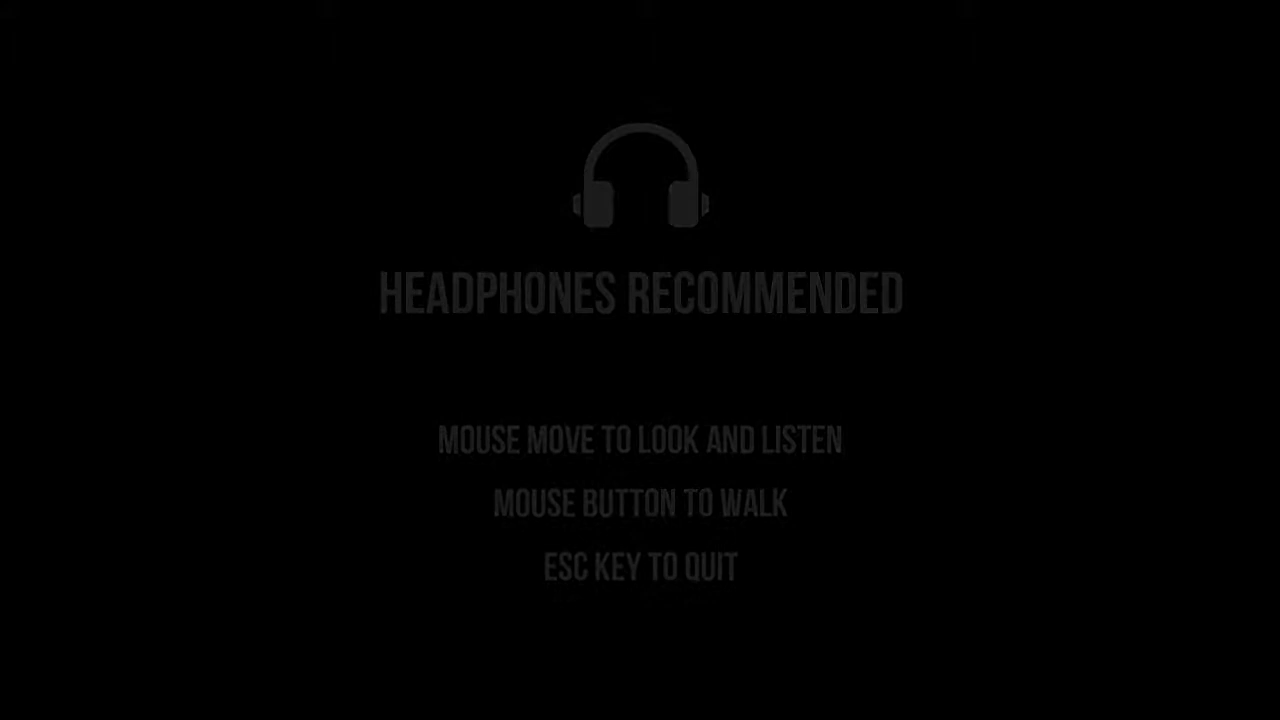 HEADPHONES RECOMMENDED
MOUSE MOVE TO LOOK AND LISTEN
MOUSE BUTTON TO WALK
ESC KEY TO QUIT